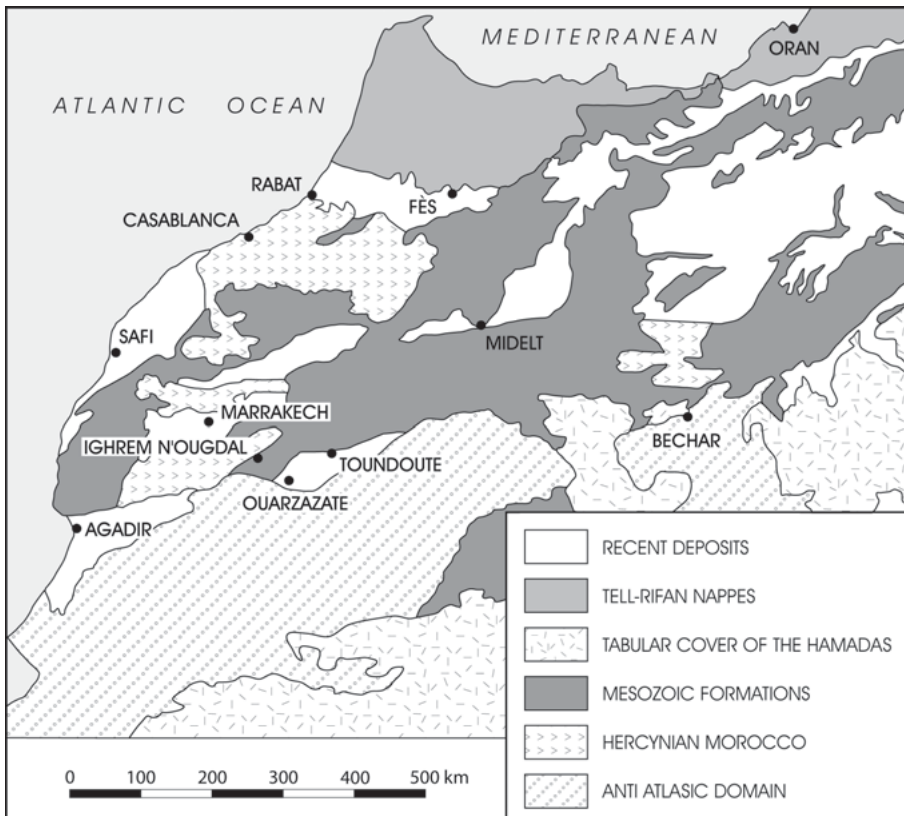 MEDITERRANEAN
ORAN
ATLANTIC OCEAN
RABAT
FÈS
CASABLANCA
SAFI
MIDELT
MARRAKECH
BECHAR
IGHREM N'OUGDAL
TOUNDOUTE
OUARZAZATE
AGADIR
RECENT DEPOSITS
TELL-RIFAN NAPPES
TABULAR COVER OF THE HAMADAS
MESOZOIC FORMATIONS
HERCYNIAN MOROCCO
ANTI ATLASIC DOMAIN
0 100 200 300 400 500 km